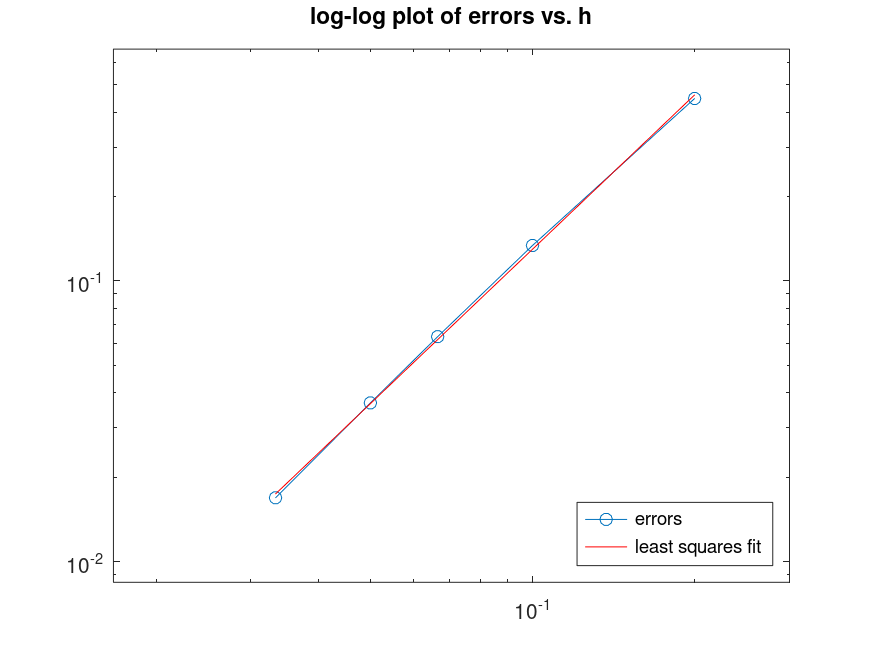 log-log plot of errors vs. h
10⁻¹
10⁻²
10⁻¹
errors
least squares fit